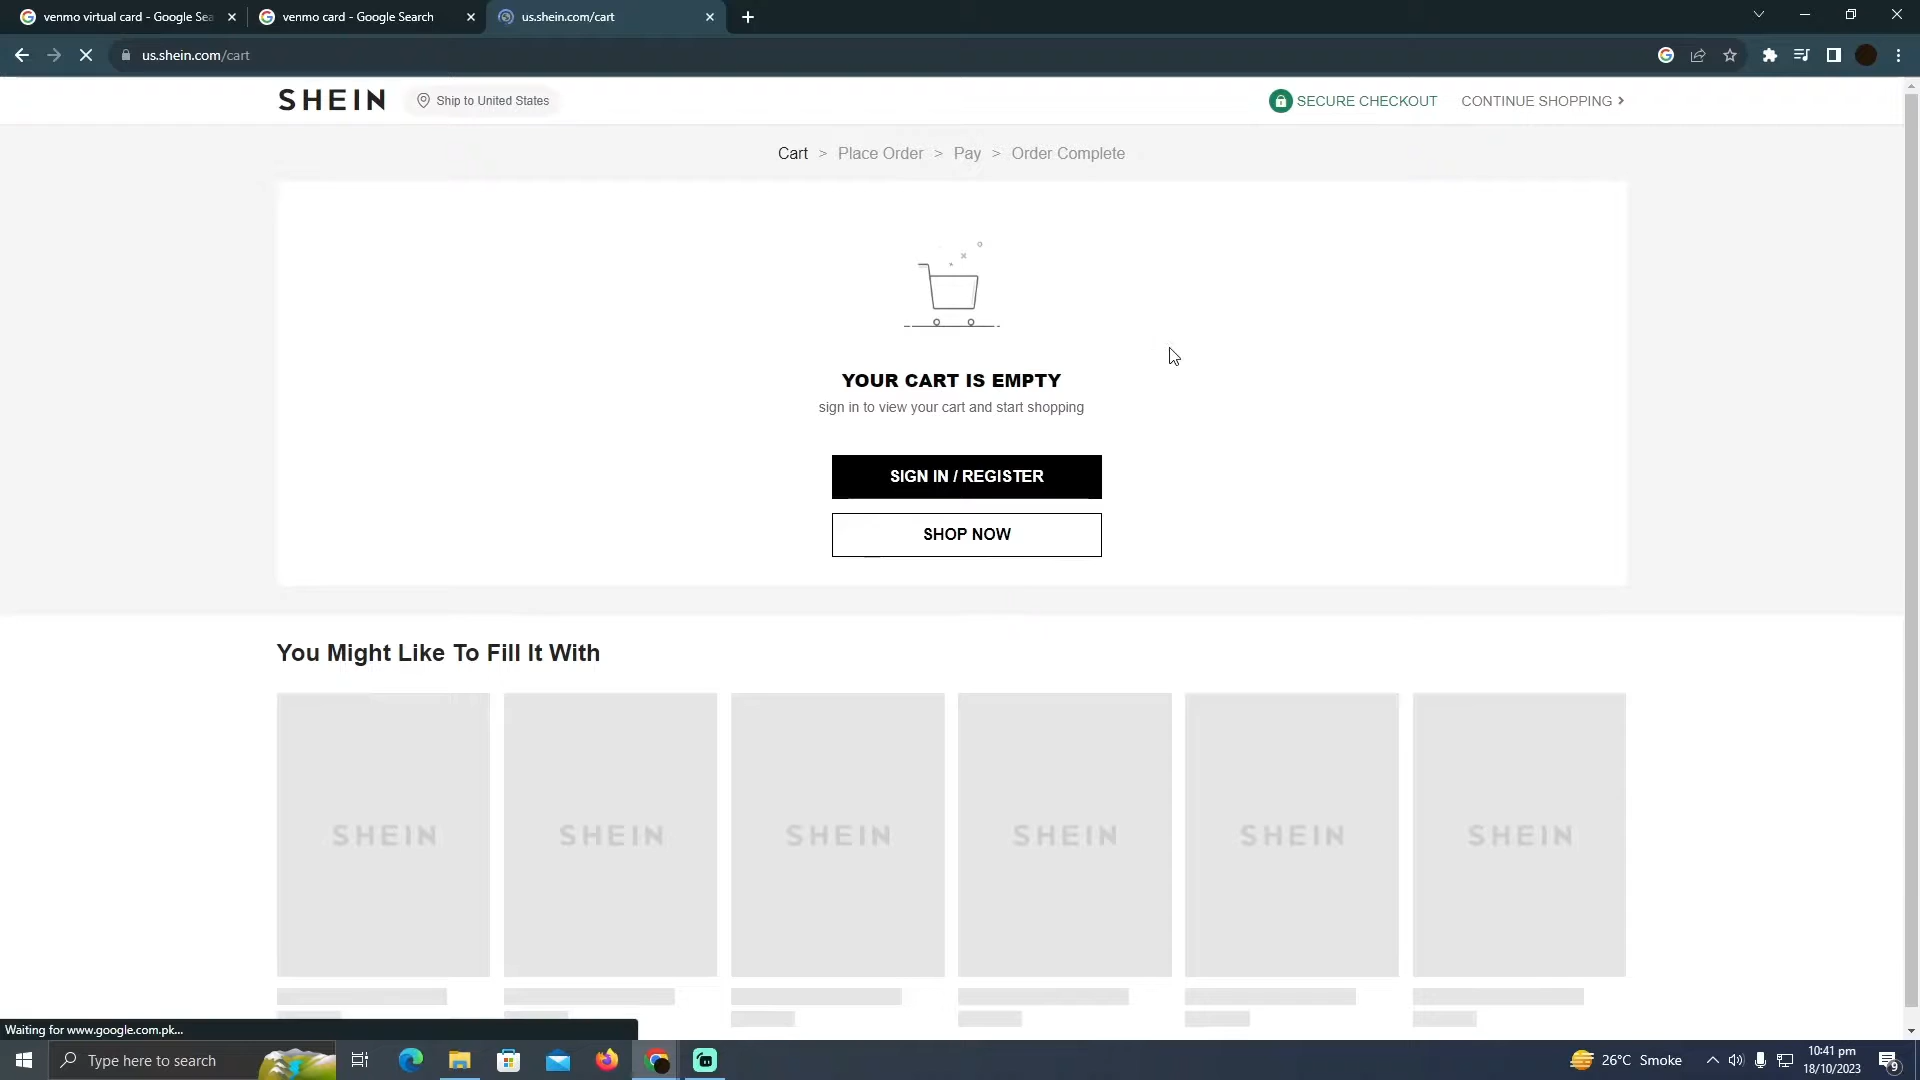 venmo virtual card - Google Sea
venmo card - Google Search
us.shein.com/cart
us.shein.com/cart
SHEIN
Ship to United States
SECURE CHECKOUT
CONTINUE SHOPPING >
Cart > Place Order > Pay > Order Complete
YOUR CART IS EMPTY
sign in to view your cart and start shopping
SIGN IN / REGISTER
SHOP NOW
You Might Like To Fill It With
SHEIN SHEIN SHEIN SHEIN SHEIN SHEIN
Waiting for www.google.com.pk...
Type here to search
26°C Smoke
10:41 pm
18/10/2023
9